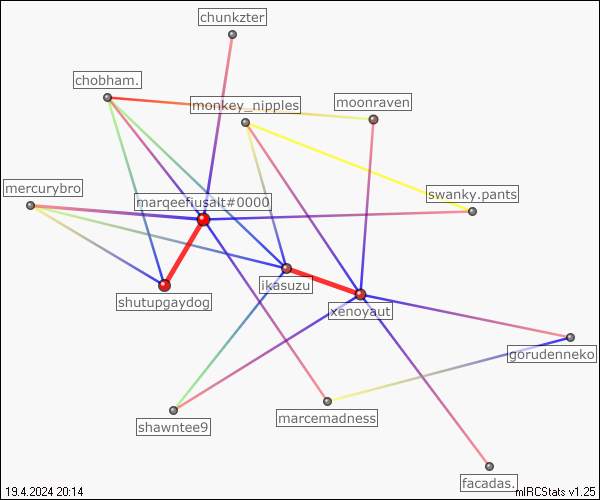 chunkzter
chobham.
monkey_nipples
moonraven
mercurybro
swanky.pants
marqeefiusalt#0000
ikasuzu
shutupgaydog
xenoyaut
gorudenneko
marcemadness
shawntee9
facadas.
19.4.2024 20:14
mIRCStats v1.25